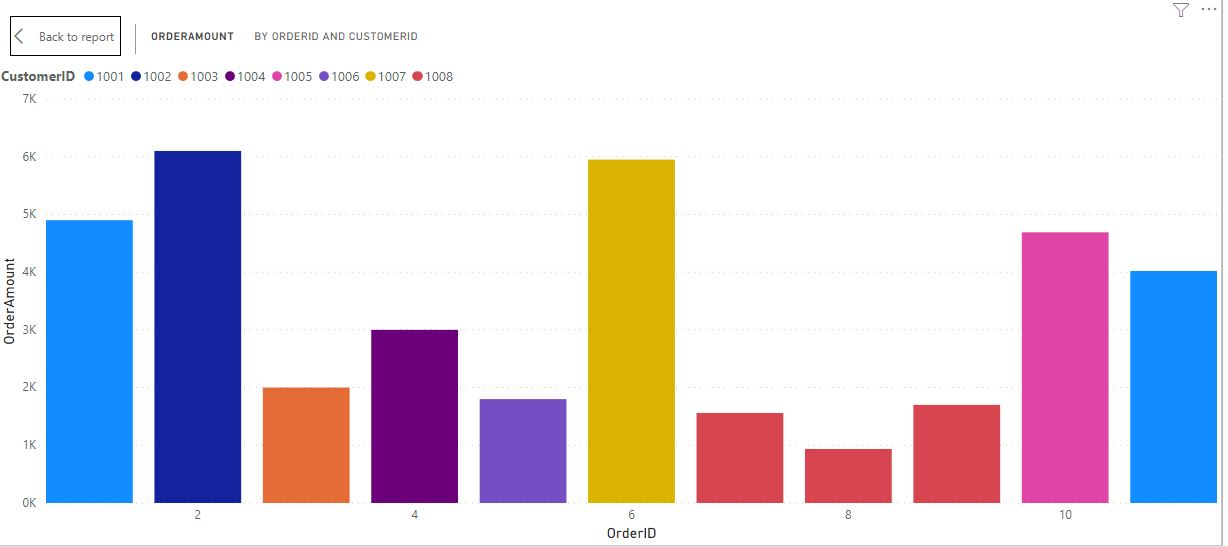 Back to report ORDERAMOUNT BY ORDERID AND CUSTOMERID
CustomerID 1001 1002 1003 1004 1005 1006 1007 1008
7K
6K
5K
4K
3K
2K
1K
0K
OrderAmount
2 4 6 8 10
OrderID